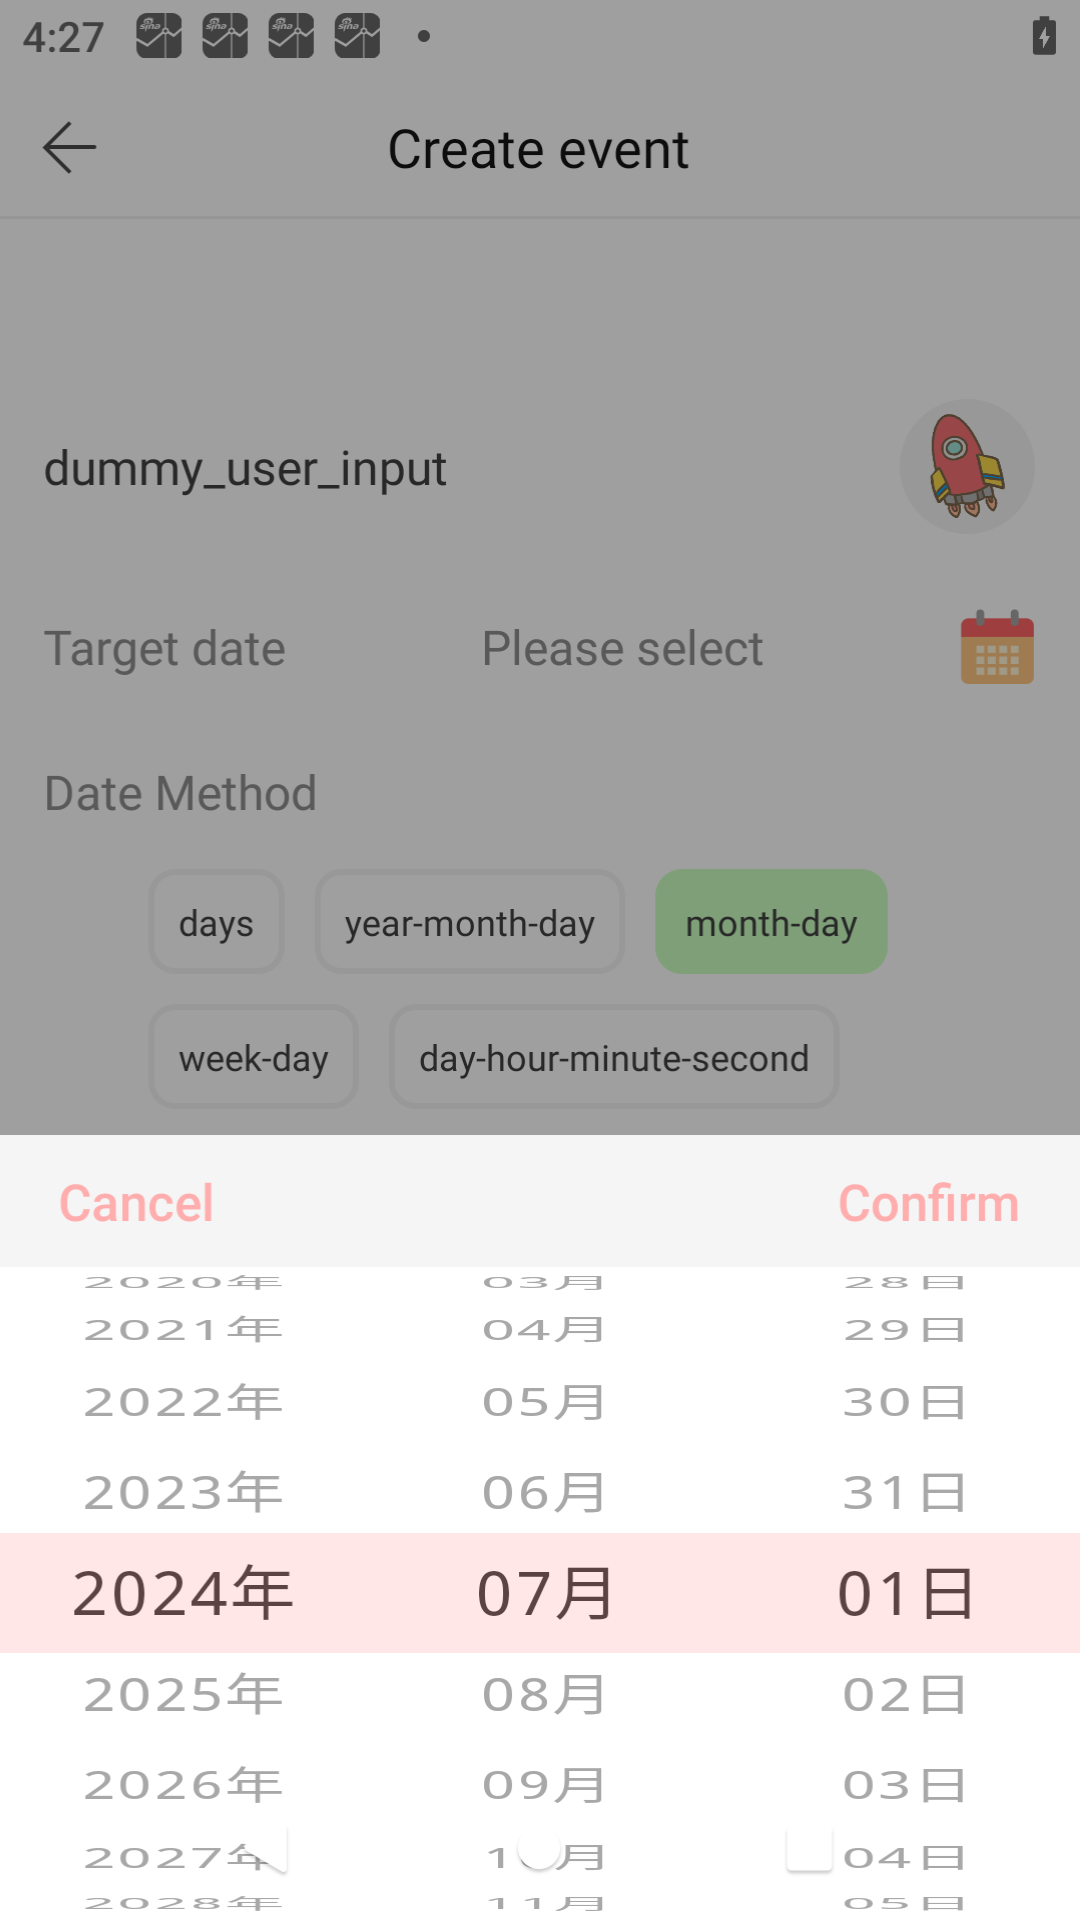 4:27
Create event
dummy_user_input
Target date Please select
Date Method
days year-month-day month-day
week-day day-hour-minute-second
Cancel Confirm
2020年 03月 28日
2021年 04月 29日
2022年 05月 30日
2023年 06月 31日
2024年 07月 01日
2025年 08月 02日
2026年 09月 03日
2027年 04日
2028年 11月 05日